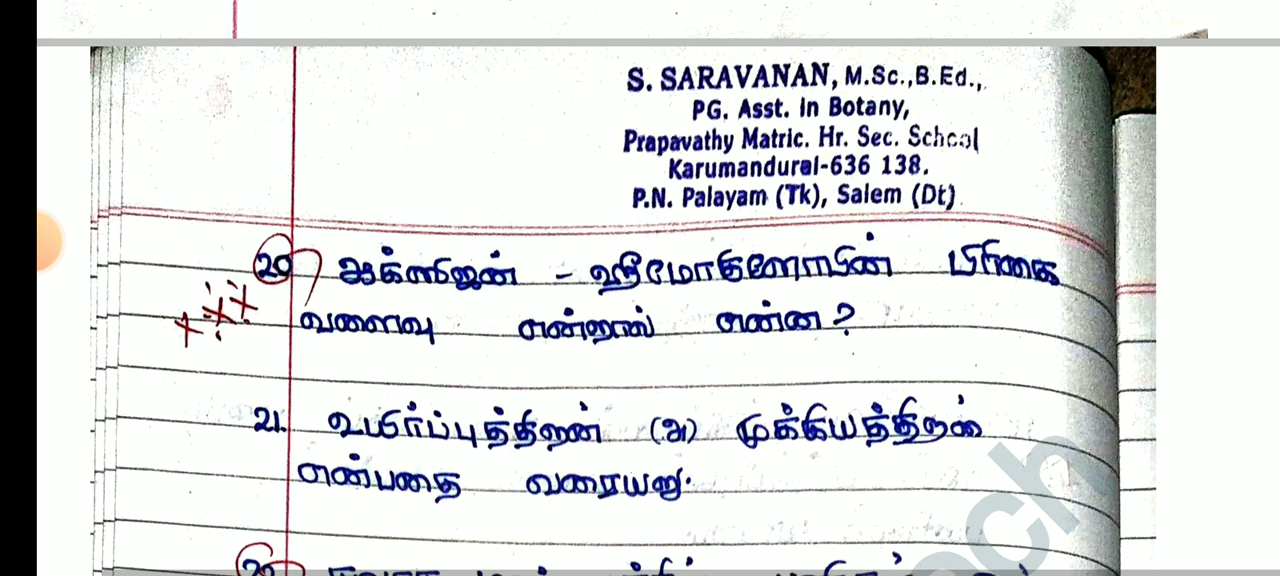 S. SARAVANAN, M.Sc.,B.Ed.,
PG. Asst. in Botany,
Prapavathy Matric. Hr. Sec. School
Karumandurai-636 138.
P.N. Palayam (Tk), Salem (Dt)
20) ஆக்ஸிஜன் - ஹீமோகுளோபின் பிரிகை
வளைவு என்றால் என்ன?
21. உயிர்ப்புத்திறன் (அ) முக்கியத்திறன்
என்பதை வரையறு.